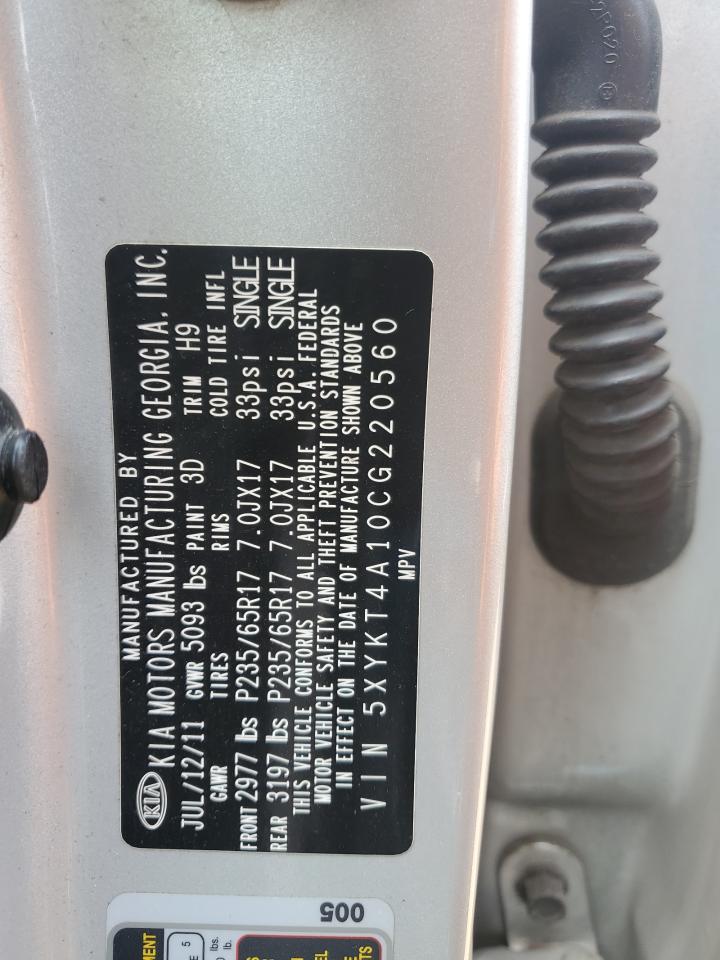 MANUFACTURED BY
KIA KIA MOTORS MANUFACTURING GEORGIA, INC.
JUL/12/11 GVWR 5093 lbs PAINT 3D TRIM H9
GAWR TIRES RIMS COLD TIRE INFL
FRONT 2977 lbs P235/65R17 7.0JX17 33psi SINGLE
REAR 3197 lbs P235/65R17 7.0JX17 33psi SINGLE
THIS VEHICLE CONFORMS TO ALL APPLICABLE U.S.A. FEDERAL
MOTOR VEHICLE SAFETY AND THEFT PREVENTION STANDARDS
IN EFFECT ON THE DATE OF MANUFACTURE SHOWN ABOVE
VIN 5XYKT4A10CG220560
MPV
005
5
lbs.
lb.